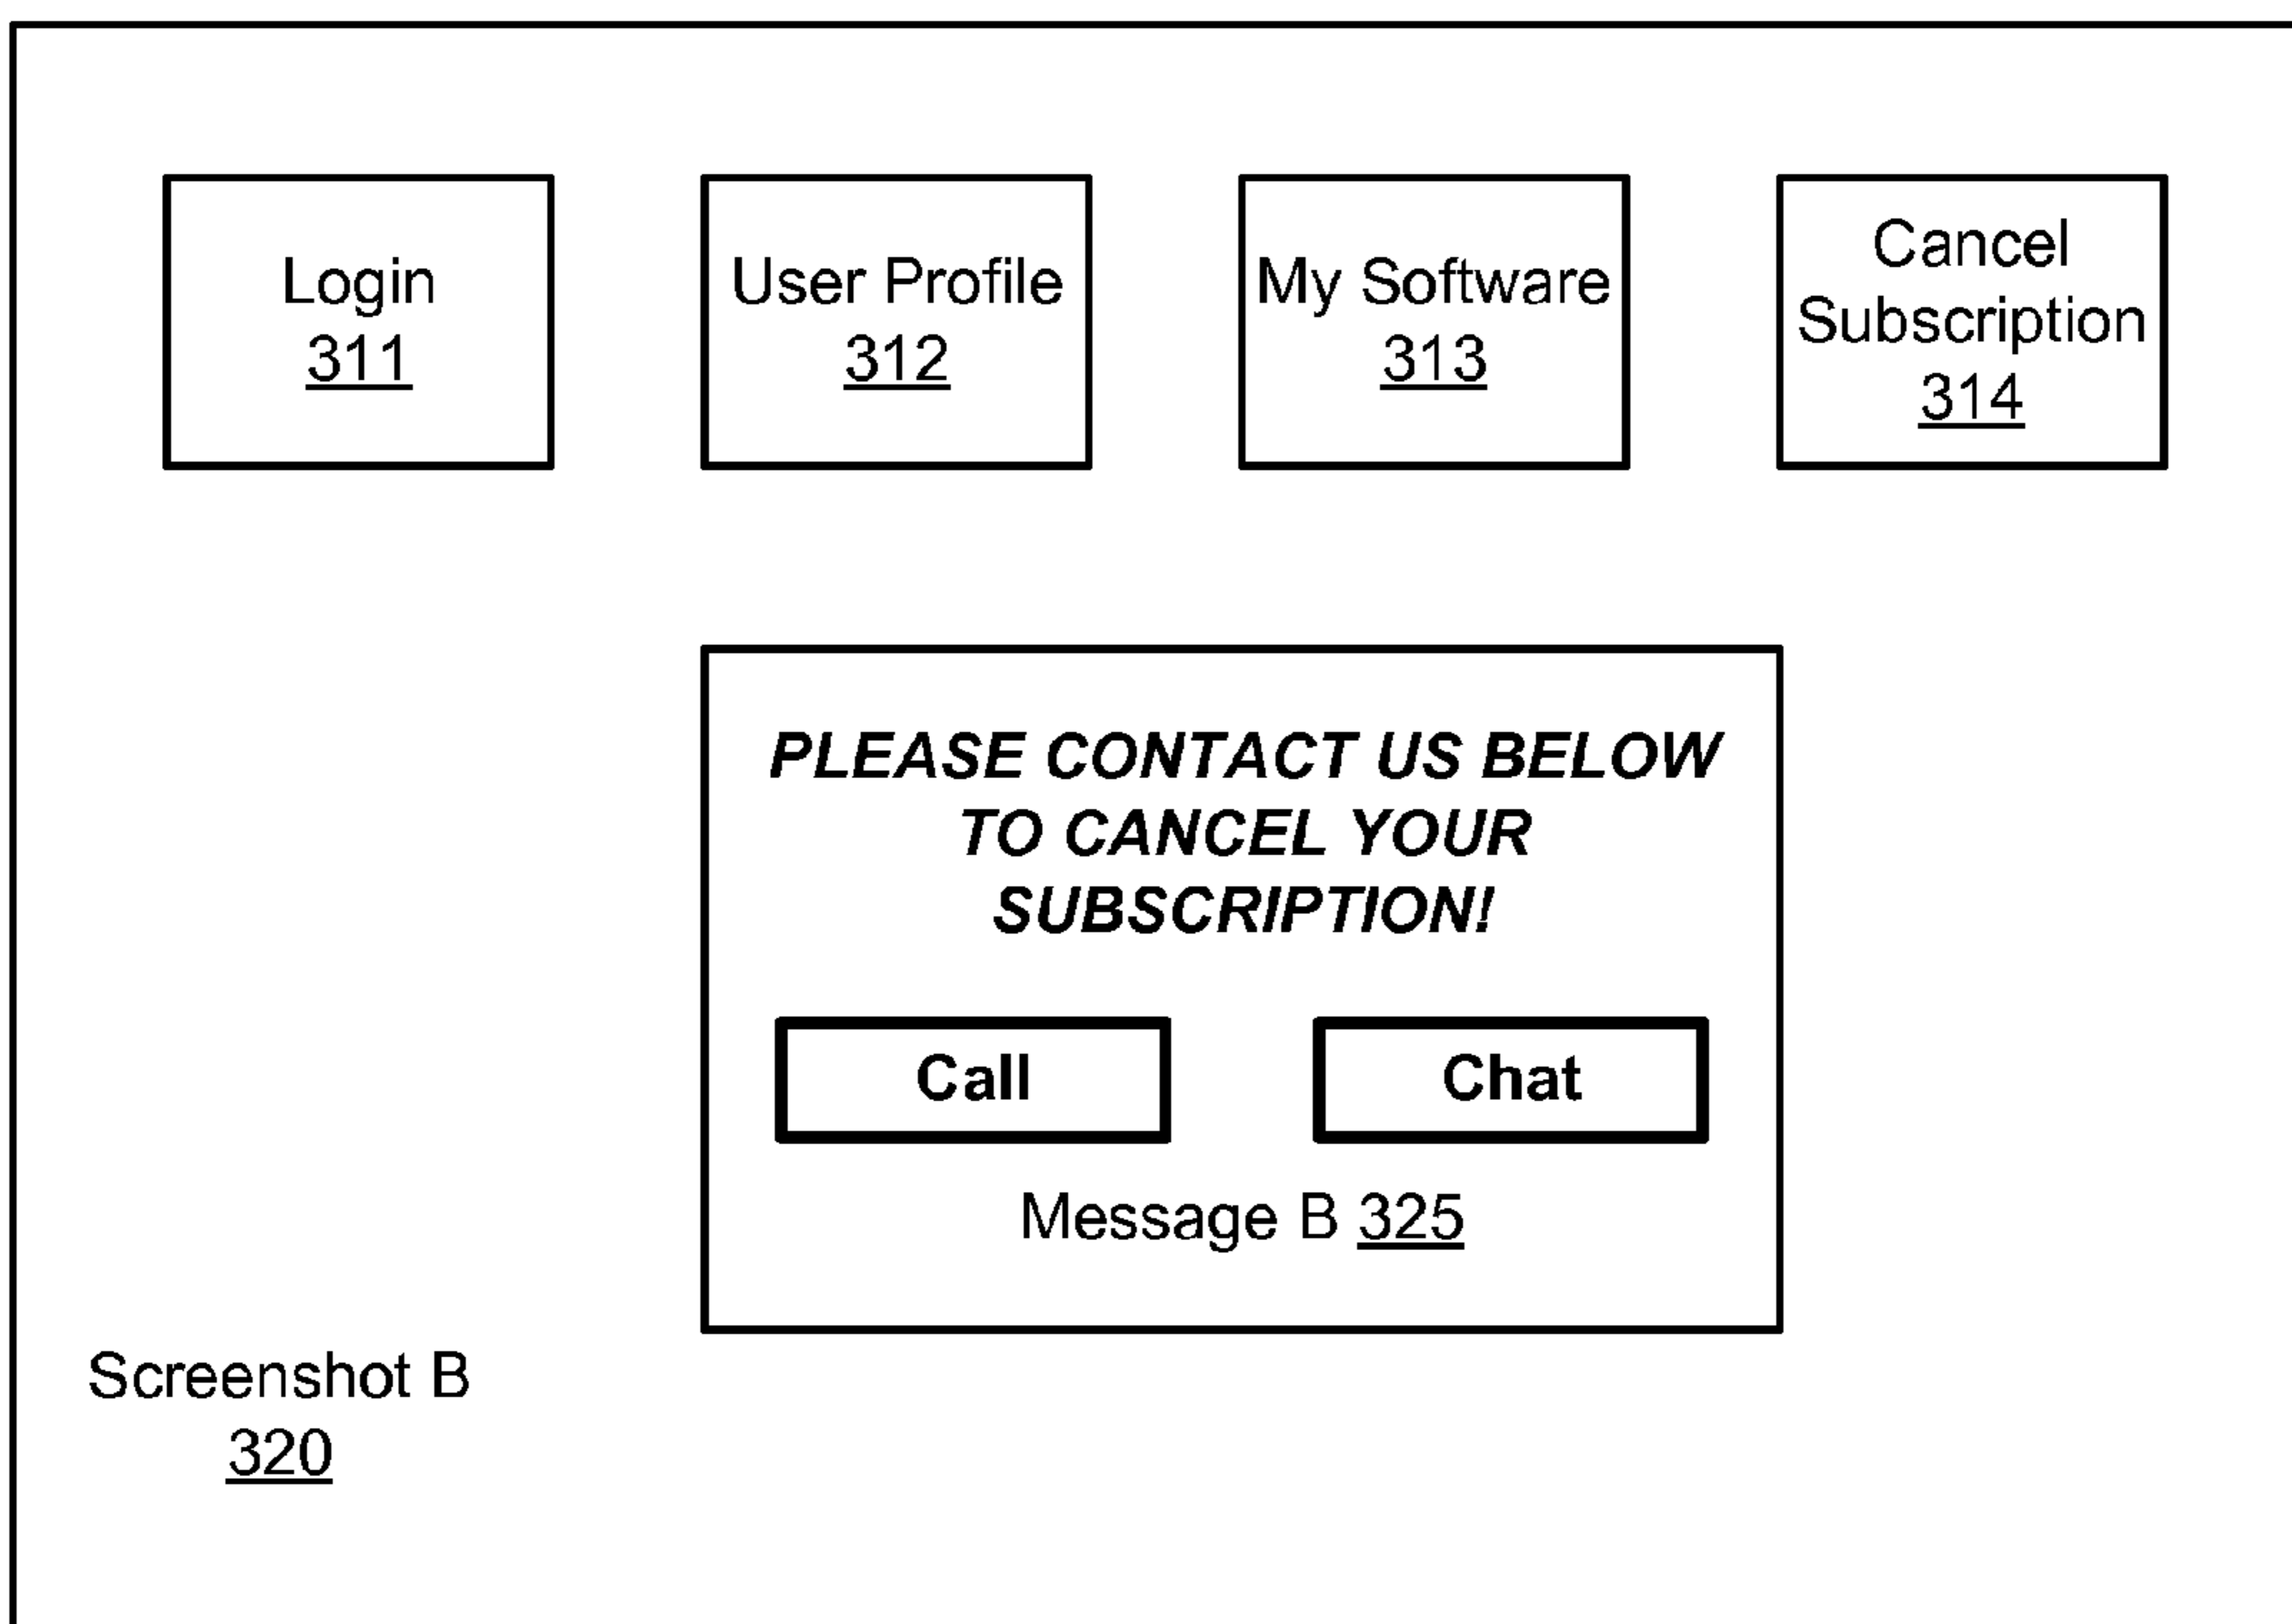 Login
311
User Profile
312
My Software
313
Cancel
Subscription
314
PLEASE CONTACT US BELOW
TO CANCEL YOUR
SUBSCRIPTION!
Call
Chat
Message B 325
Screenshot B
320